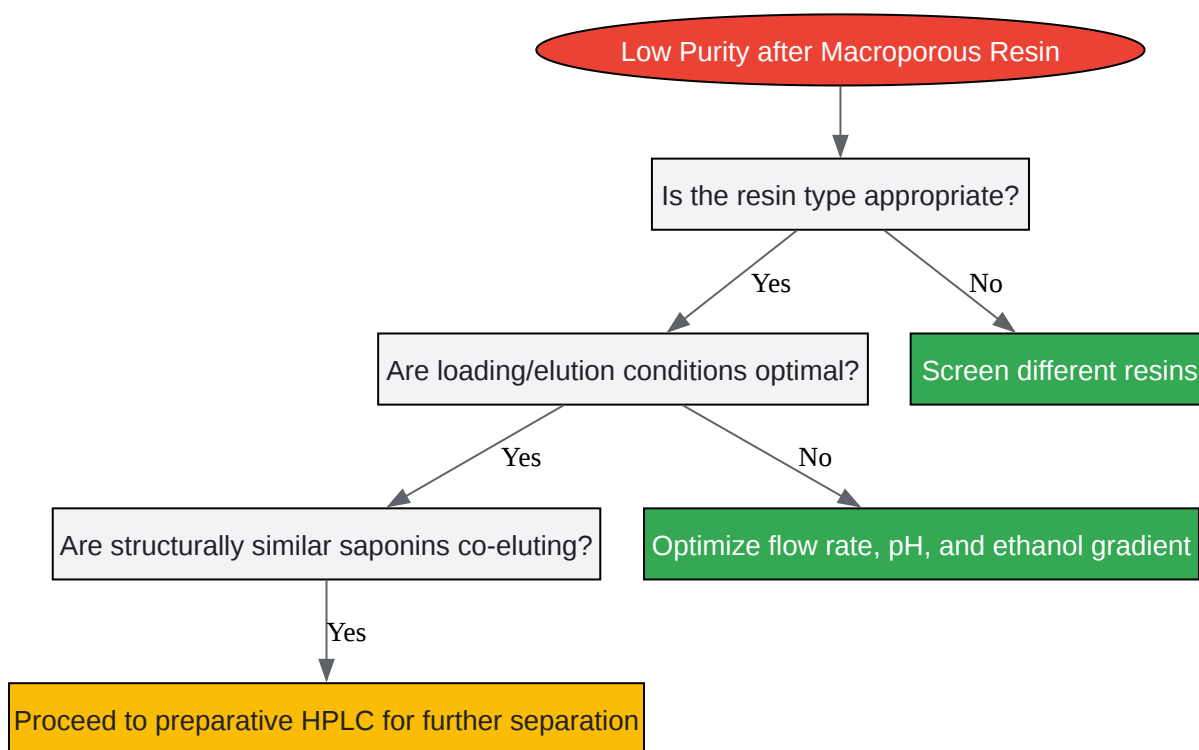 Low Purity after Macroporous Resin
Is the resin type appropriate?
Yes
No
Are loading/elution conditions optimal?
Screen different resins
Yes
No
Are structurally similar saponins co-eluting?
Optimize flow rate, pH, and ethanol gradient
Yes
Proceed to preparative HPLC for further separation